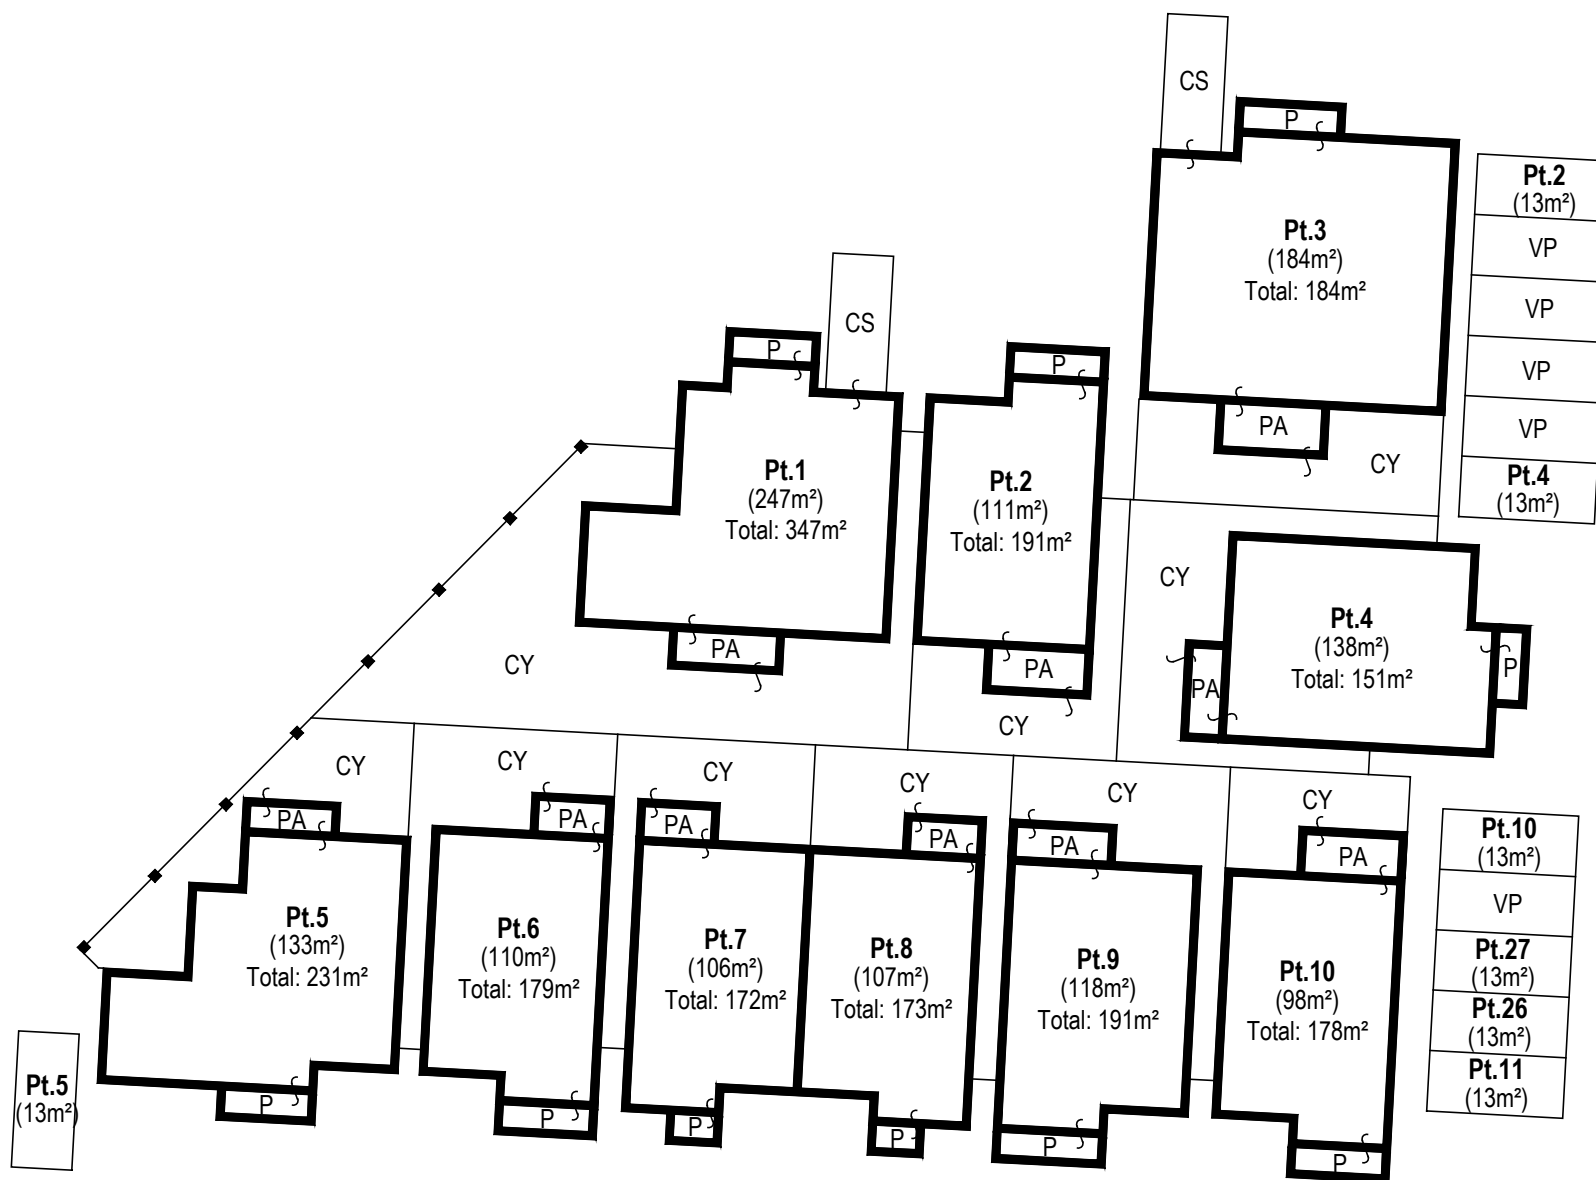 CS
P
Pt.3
(184m²)
Total: 184m²
PA
CY
Pt.2
(13m²)
VP
VP
VP
VP
Pt.4
(13m²)
CS
P
Pt.1
(247m²)
Total: 347m²
PA
CY
P
Pt.2
(111m²)
Total: 191m²
PA
CY
CY
Pt.4
(138m²)
Total: 151m²
PA
P
CY
PA
Pt.5
(133m²)
Total: 231m²
P
Pt.5
(13m²)
CY
PA
Pt.6
(110m²)
Total: 179m²
P
CY
PA
Pt.7
(106m²)
Total: 172m²
P
CY
PA
Pt.8
(107m²)
Total: 173m²
P
CY
PA
Pt.9
(118m²)
Total: 191m²
P
CY
PA
Pt.10
(98m²)
Total: 178m²
P
Pt.10
(13m²)
VP
Pt.27
(13m²)
Pt.26
(13m²)
Pt.11
(13m²)